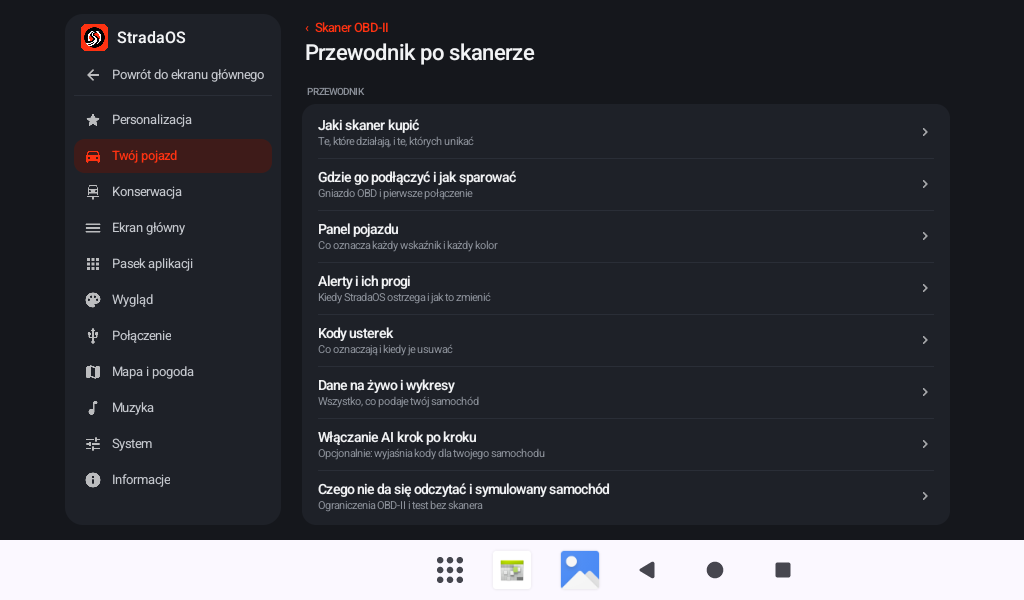 StradaOS
Powrót do ekranu głównego
Personalizacja
Twój pojazd
Konserwacja
Ekran główny
Pasek aplikacji
Wygląd
Połączenie
Mapa i pogoda
Muzyka
System
Informacje
‹ Skaner OBD-II
Przewodnik po skanerze
PRZEWODNIK
Jaki skaner kupić
Te, które działają, i te, których unikać
Gdzie go podłączyć i jak sparować
Gniazdo OBD i pierwsze połączenie
Panel pojazdu
Co oznacza każdy wskaźnik i każdy kolor
Alerty i ich progi
Kiedy StradaOS ostrzega i jak to zmienić
Kody usterek
Co oznaczają i kiedy je usuwać
Dane na żywo i wykresy
Wszystko, co podaje twój samochód
Włączanie AI krok po kroku
Opcjonalnie: wyjaśnia kody dla twojego samochodu
Czego nie da się odczytać i symulowany samochód
Ograniczenia OBD-II i test bez skanera